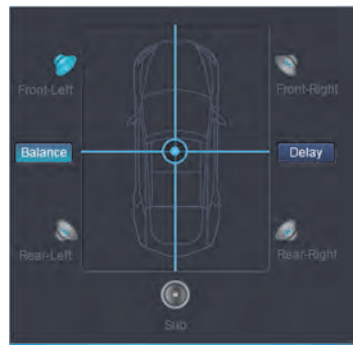 Front-Left
Front-Right
Balance
Delay
Rear-Left
Rear-Right
Sub